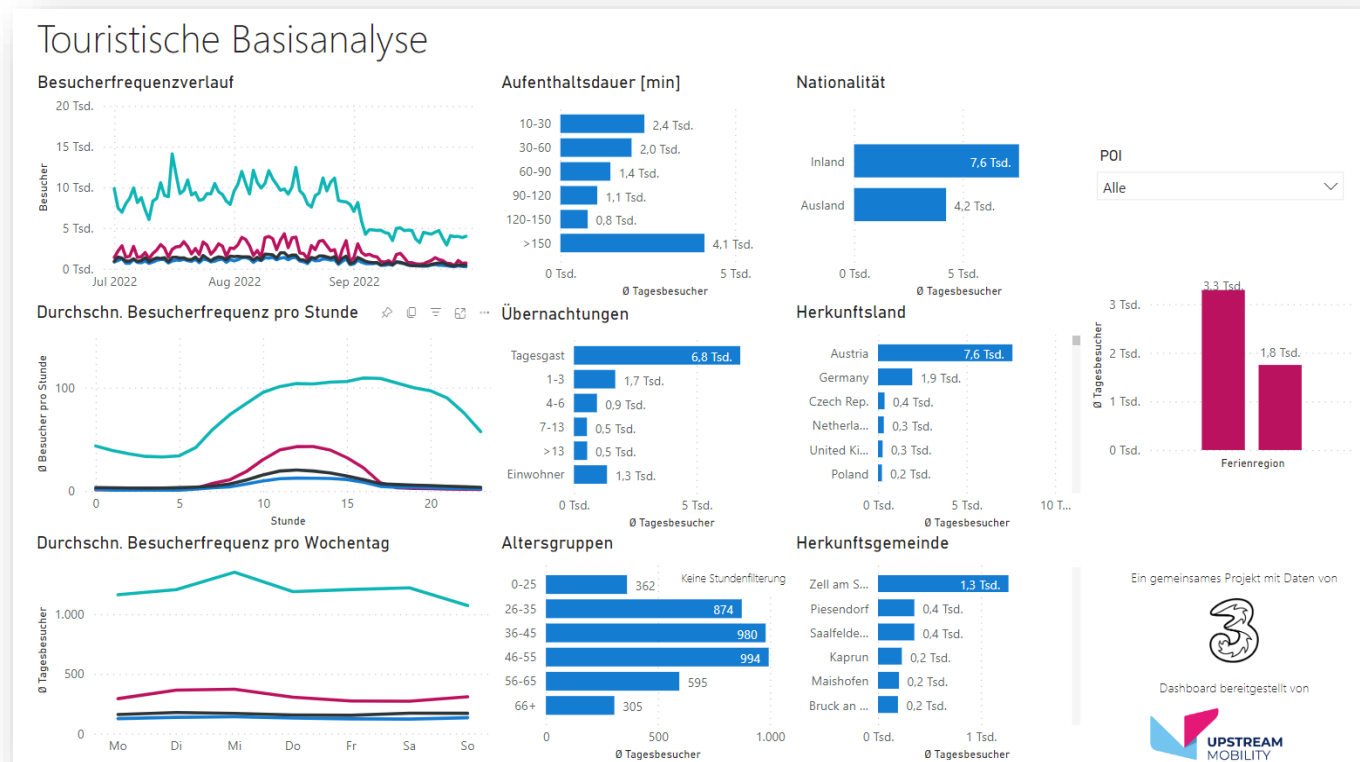 Touristische Basisanalyse
Besucherfrequenzverlauf
20 Tsd.
15 Tsd.
10 Tsd.
5 Tsd.
0 Tsd.
Besucher
Jul 2022 Aug 2022 Sep 2022
Aufenthaltsdauer [min]
10-30 2,4 Tsd.
30-60 2,0 Tsd.
60-90 1,4 Tsd.
90-120 1,1 Tsd.
120-150 0,8 Tsd.
>150 4,1 Tsd.
0 Tsd. 5 Tsd.
Ø Tagesbesucher
Nationalität
Inland 7,6 Tsd.
Ausland 4,2 Tsd.
0 Tsd. 5 Tsd.
Ø Tagesbesucher
POI
Alle
Durchschn. Besucherfrequenz pro Stunde
Ø Besucher pro Stunde
100
0
0 5 10 15 20
Stunde
Übernachtungen
Tagesgast 6,8 Tsd.
1-3 1,7 Tsd.
4-6 0,9 Tsd.
7-13 0,5 Tsd.
>13 0,5 Tsd.
Einwohner 1,3 Tsd.
0 Tsd. 5 Tsd.
Ø Tagesbesucher
Herkunftsland
Austria 7,6 Tsd.
Germany 1,9 Tsd.
Czech Rep. 0,4 Tsd.
Netherla... 0,3 Tsd.
United Ki... 0,3 Tsd.
Poland 0,2 Tsd.
0 Tsd. 5 Tsd. 10 T...
Ø Tagesbesucher
3,3 Tsd.
1,8 Tsd.
3 Tsd.
2 Tsd.
1 Tsd.
0 Tsd.
Ø Tagesbesucher
Ferienregion
Durchschn. Besucherfrequenz pro Wochentag
Ø Tagesbesucher
1.000
500
0
Mo Di Mi Do Fr Sa So
Altersgruppen
Keine Stundenfilterung
0-25 362
26-35 874
36-45 980
46-55 994
56-65 595
66+ 305
0 500 1.000
Ø Tagesbesucher
Herkunftsgemeinde
Zell am S... 1,3 Tsd.
Piesendorf 0,4 Tsd.
Saalfelde... 0,4 Tsd.
Kaprun 0,2 Tsd.
Maishofen 0,2 Tsd.
Bruck an ... 0,2 Tsd.
0 Tsd. 1 Tsd.
Ø Tagesbesucher
Ein gemeinsames Projekt mit Daten von
3
Dashboard bereitgestellt von
UPSTREAM
MOBILITY